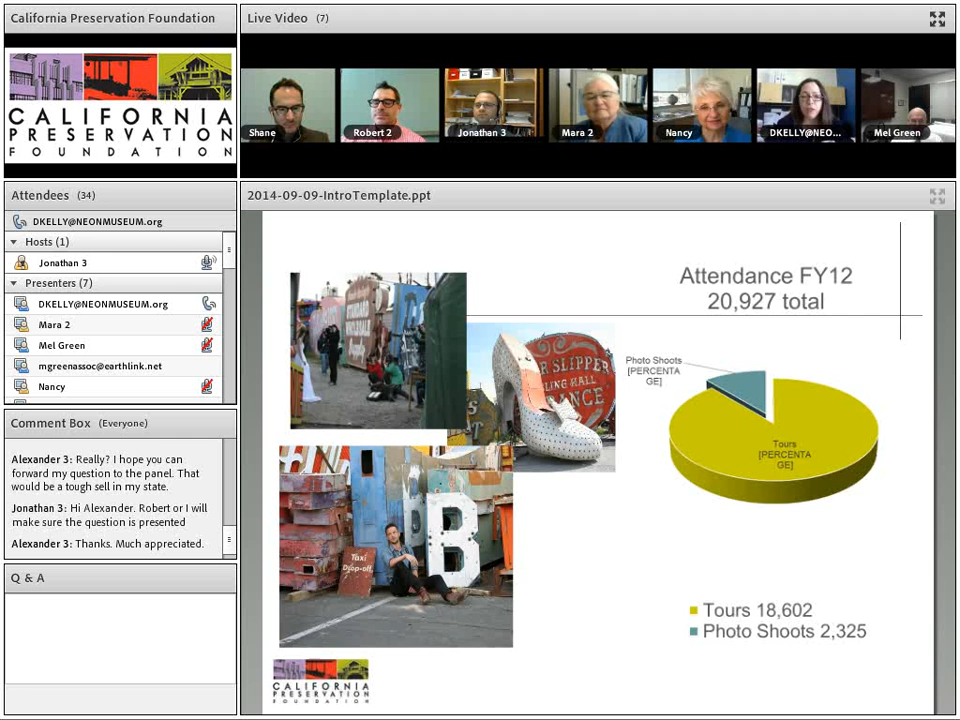 California Preservation Foundation
CALIFORNIA
PRESERVATION
FOUNDATION
Live Video (7)
Shane
Robert 2
Jonathan 3
Mara 2
Nancy
DKELLY@NEO...
Mel Green
Attendees (34)
DKELLY@NEONMUSEUM.org
Hosts (1)
Jonathan 3
Presenters (7)
DKELLY@NEONMUSEUM.org
Mara 2
Mel Green
mgreenassoc@earthlink.net
Nancy
Comment Box (Everyone)
Alexander 3: Really? I hope you can
forward my question to the panel. That
would be a tough sell in my state.
Jonathan 3: Hi Alexander. Robert or I will
make sure the question is presented
Alexander 3: Thanks. Much appreciated.
Q & A
2014-09-09-IntroTemplate.ppt
Attendance FY12
20,927 total
R SLIPPER
LING HALL
RANCE
Photo Shoots
[PERCENTA
GE]
Tours
[PERCENTA
GE]
B
Taxi
Drop-off
Tours 18,602
Photo Shoots 2,325
CALIFORNIA
PRESERVATION
FOUNDATION